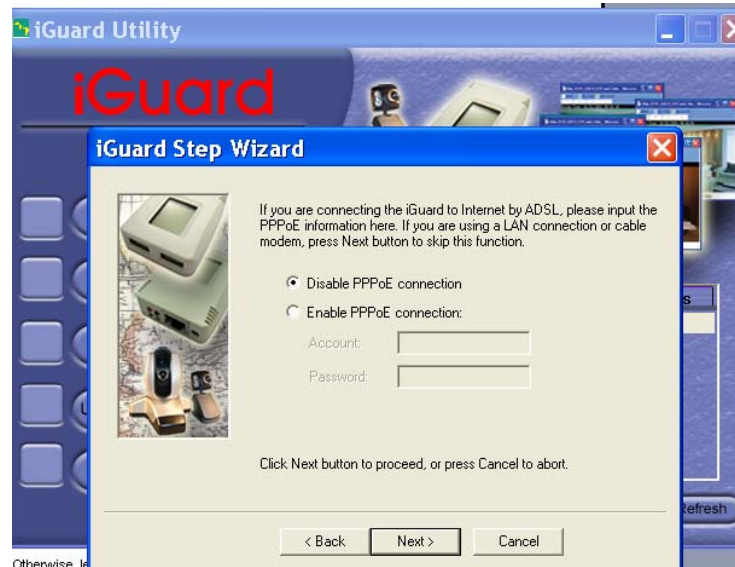 iGuard Utility
iGuard
iGuard Step Wizard
If you are connecting the iGuard to Internet by ADSL, please input the
PPPoE information here. If you are using a LAN connection or cable
modem, press Next button to skip this function.
Disable PPPoE connection
Enable PPPoE connection:
Account:
Password:
Click Next button to proceed, or press Cancel to abort.
< Back
Next >
Cancel
Otherwise